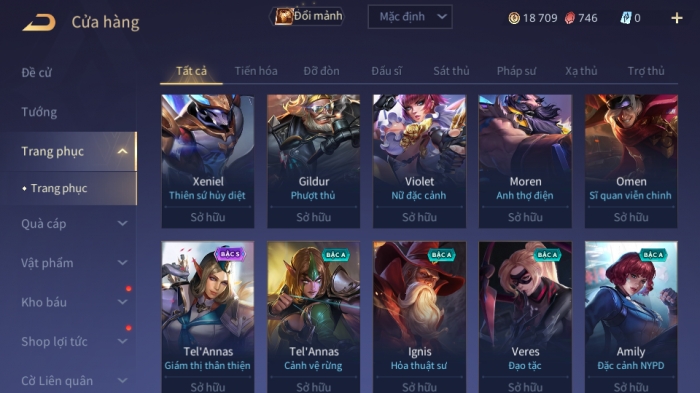 Cửa hàng
Đổi mảnh
Mặc định
18 709
746
0
Đề cử
Tướng
Trang phục
Trang phục
Quà cáp
Vật phẩm
Kho báu
Shop lợi tức
Cờ Liên quân
Tất cả Tiến hóa Đỡ đòn Đấu sĩ Sát thủ Pháp sư Xạ thủ Trợ thủ
Xeniel Gildur Violet Moren Omen
Thiên sứ hủy diệt Phượt thủ Nữ đặc cảnh Anh thợ điện Sĩ quan viễn chinh
Sở hữu Sở hữu Sở hữu Sở hữu Sở hữu
BẬC S BẬC A BẬC A BẬC A BẬC A
Tel'Annas Tel'Annas Ignis Veres Amily
Giám thị thân thiện Cảnh vệ rừng Hỏa thuật sư Đạo tặc Đặc cảnh NYPD
Sở hữu Sở hữu Sở hữu Sở hữu Sở hữu